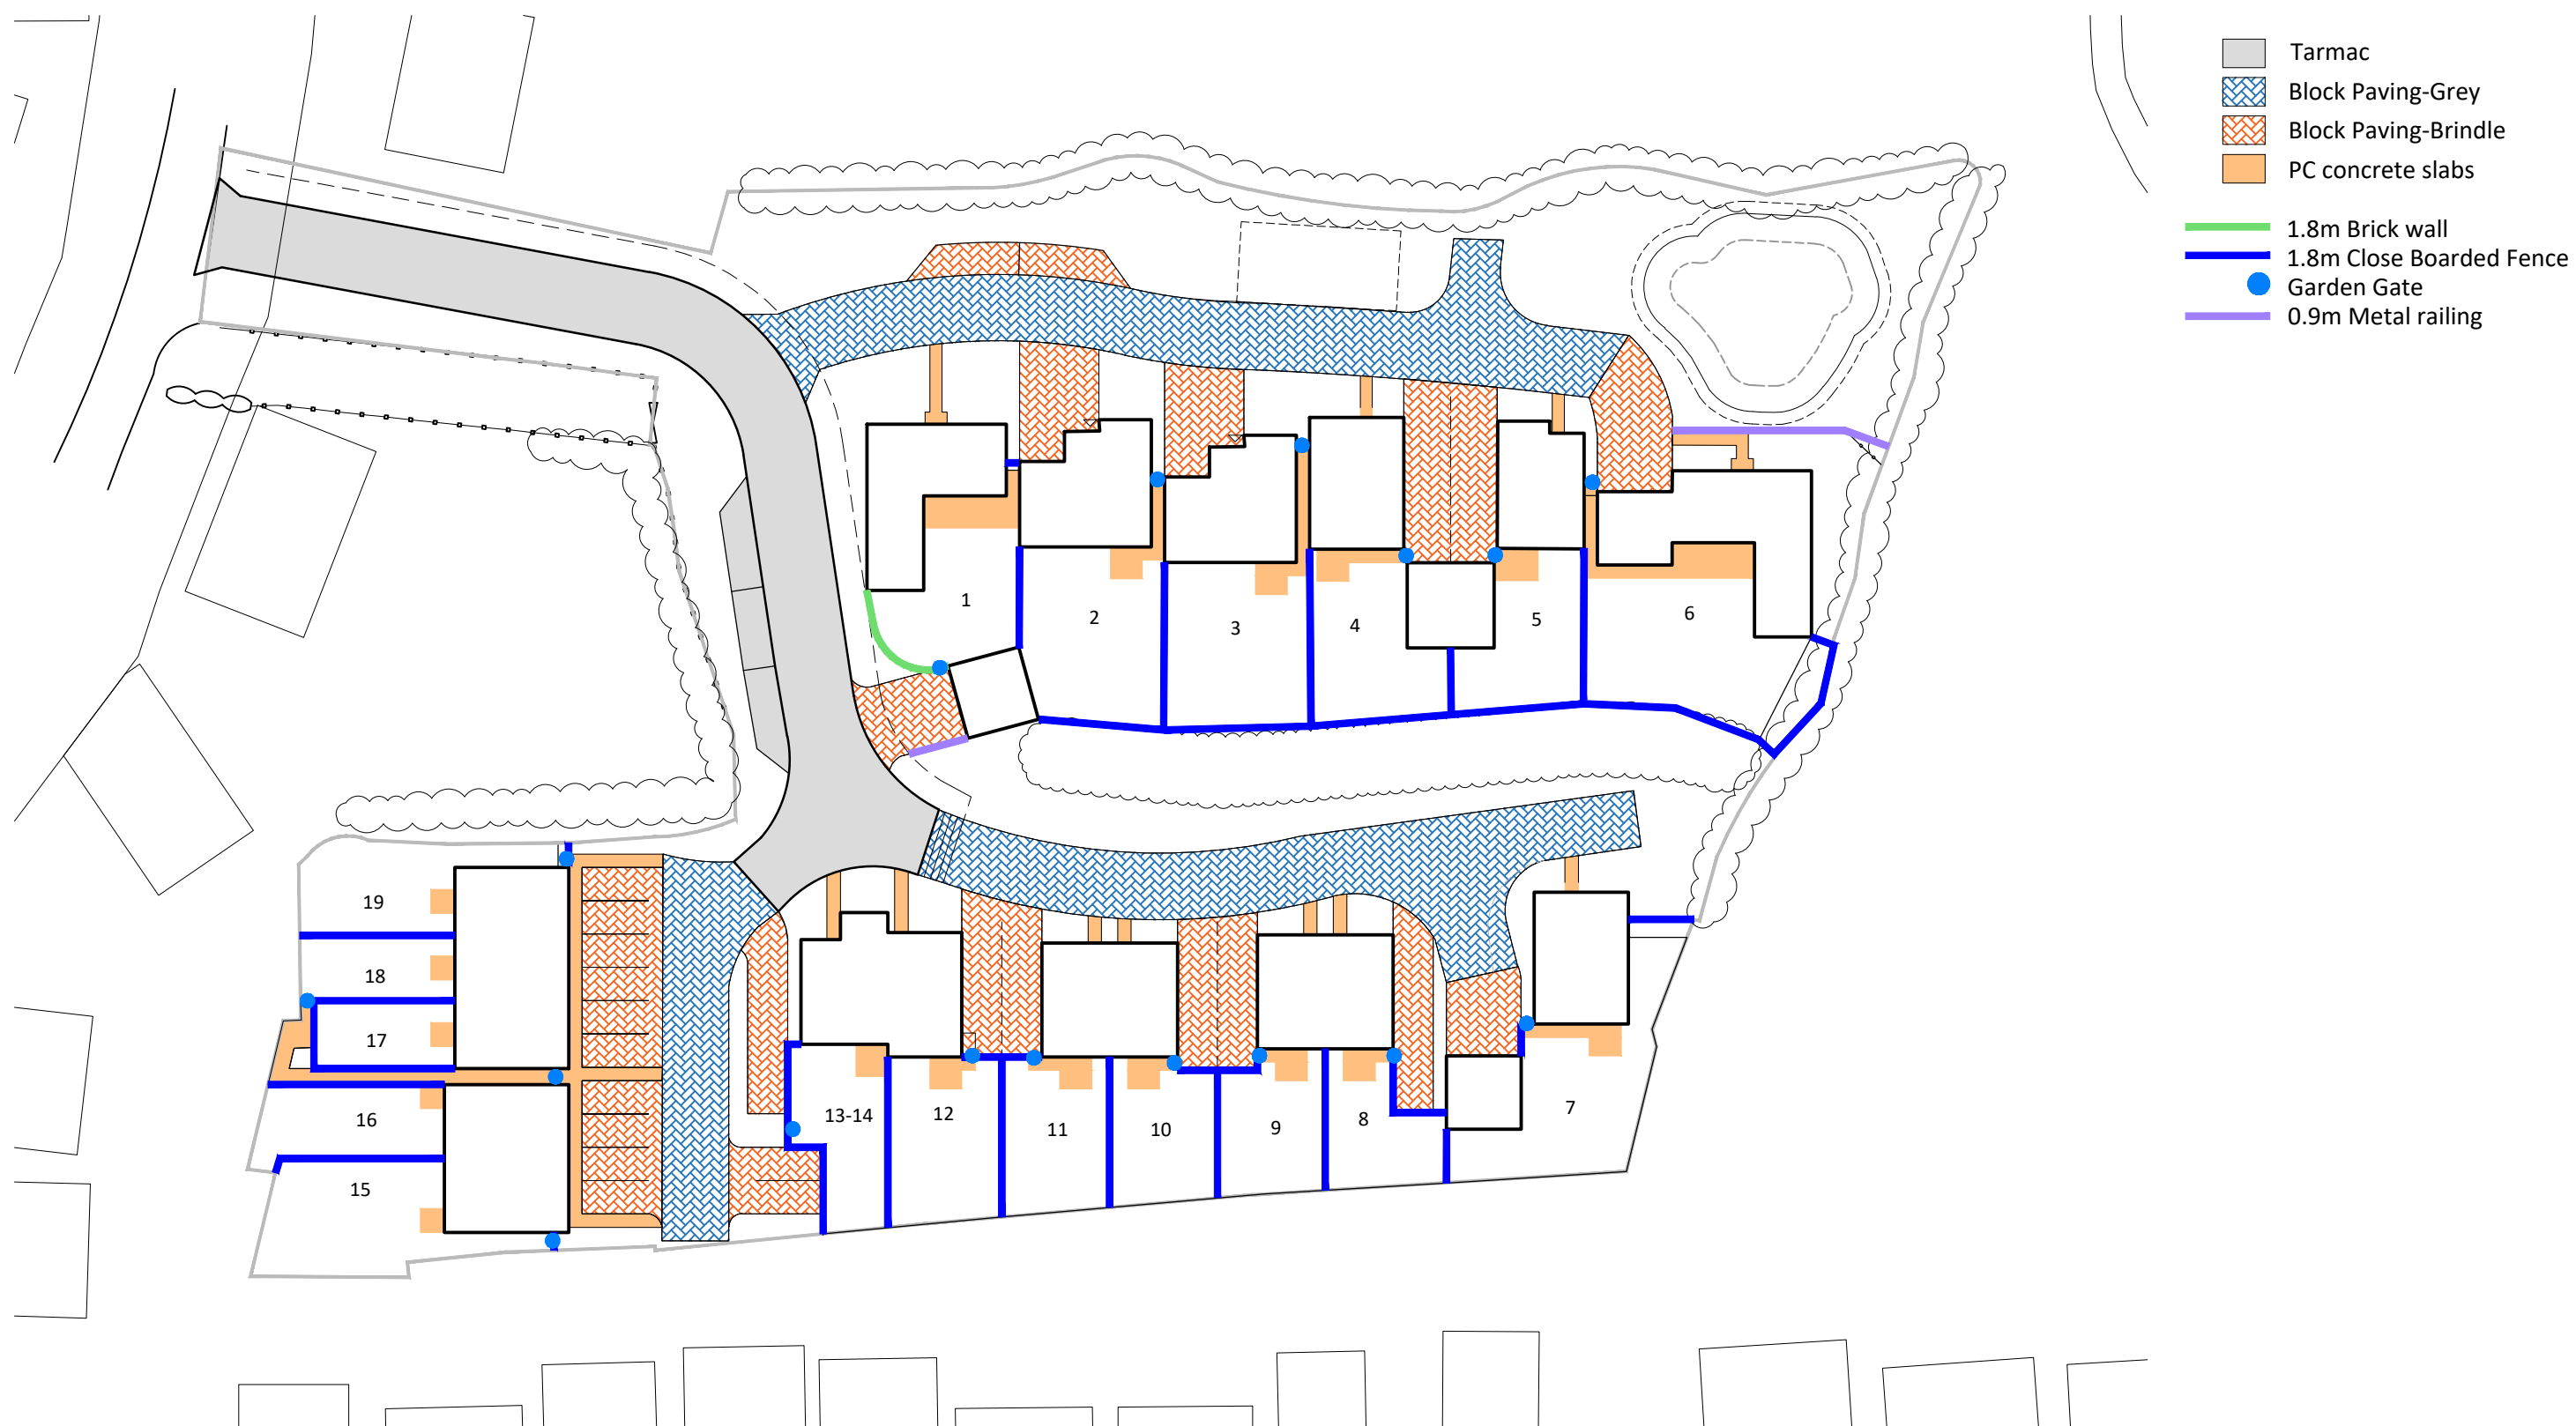 Tarmac
Block Paving-Grey
Block Paving-Brindle
PC concrete slabs
1.8m Brick wall
1.8m Close Boarded Fence
Garden Gate
0.9m Metal railing
1
2
3
4
5
6
19
18
17
16
15
13-14
12
11
10
9
8
7